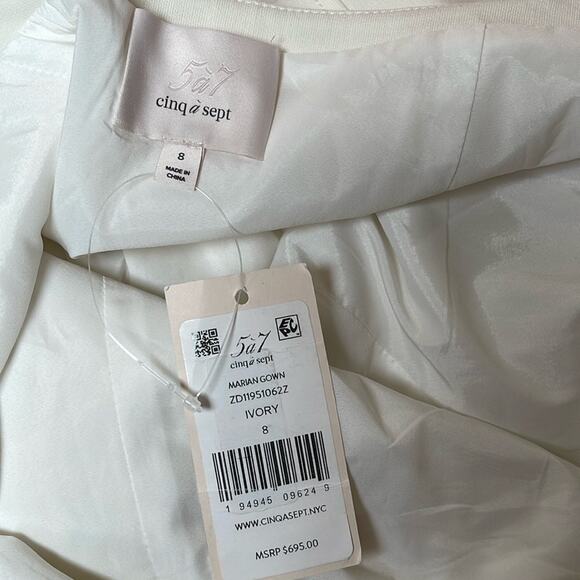 5à7
cinq à sept
8
MADE IN
CHINA
5à7
cinq à sept
MARIAN GOWN
ZD11951062Z
IVORY
8
1 94945 09624 9
WWW.CINQASEPT.NYC
MSRP $695.00